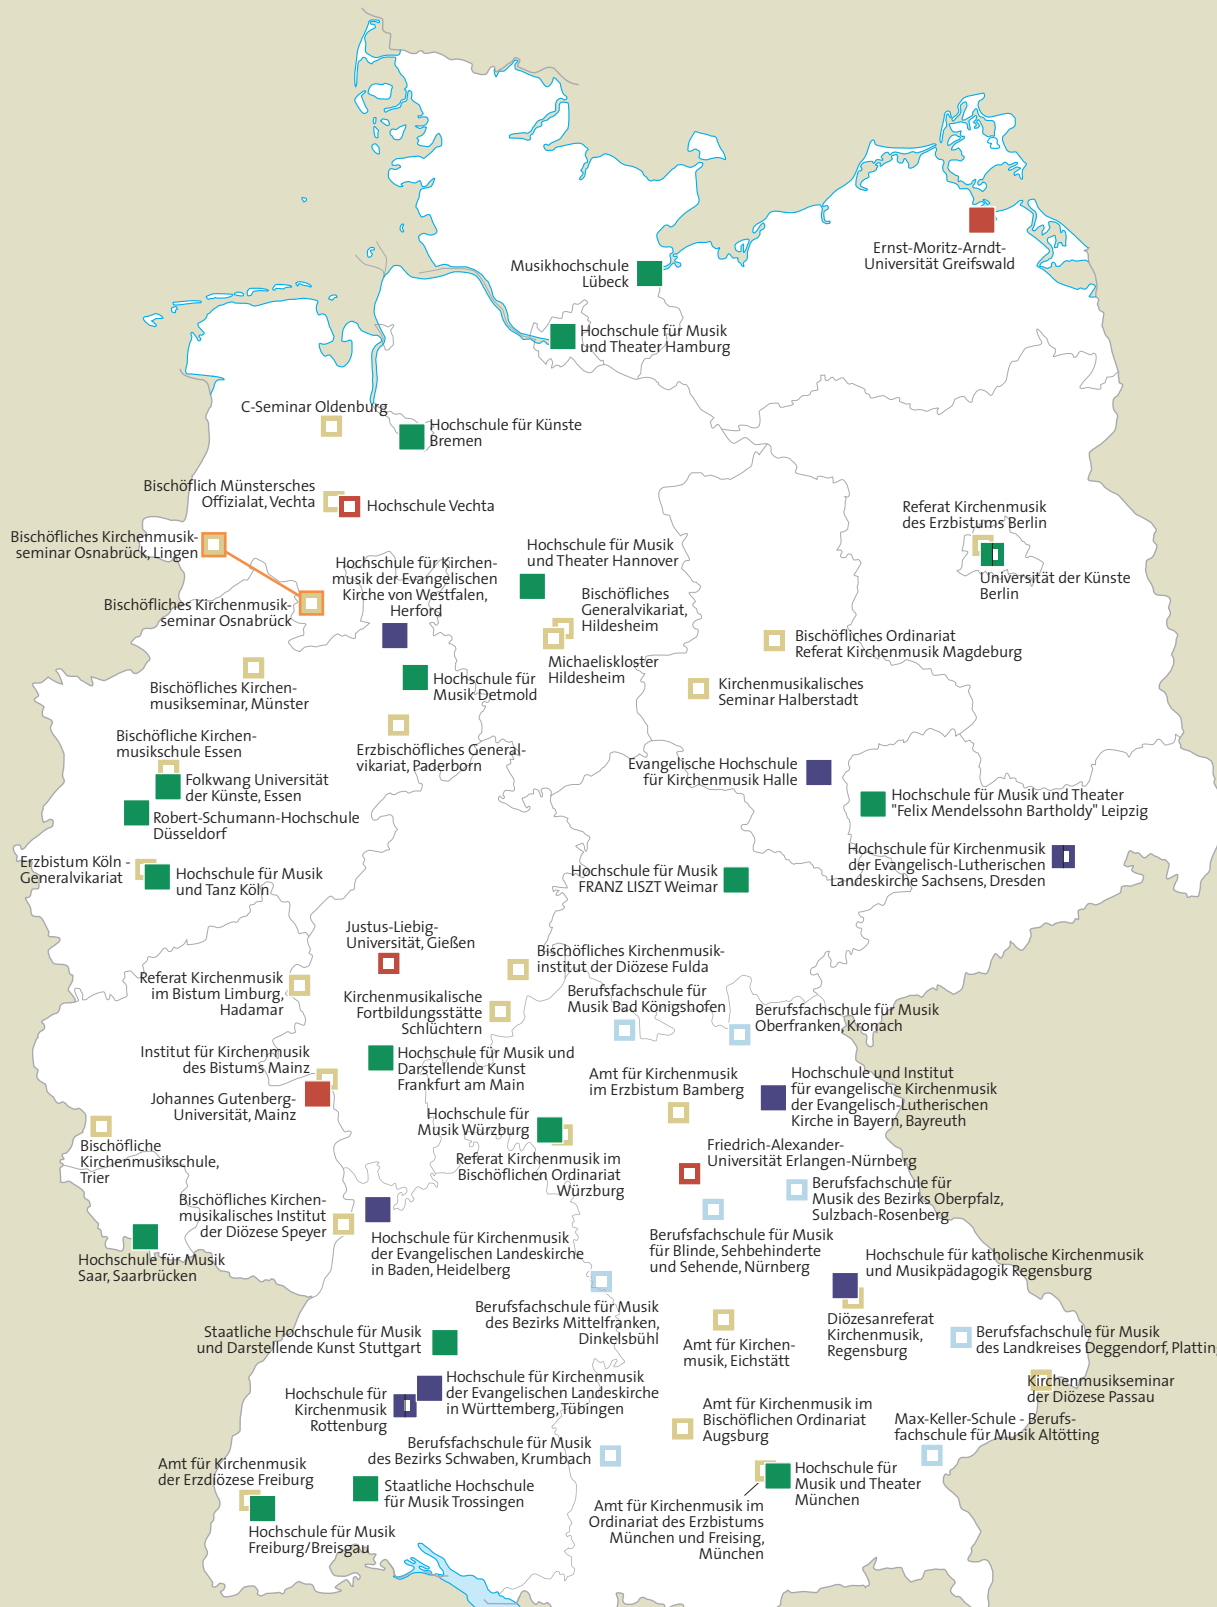 Ernst-Moritz-Arndt-
Universität Greifswald
Musikhochschule
Lübeck
Hochschule für Musik
und Theater Hamburg
C-Seminar Oldenburg
Hochschule für Künste
Bremen
Bischöflich Münstersches
Offizialat, Vechta
Hochschule Vechta
Referat Kirchenmusik
des Erzbistums Berlin
Universität der Künste
Berlin
Bischöfliches Kirchenmusik-
seminar Osnabrück, Lingen
Hochschule für Kirchen-
musik der Evangelischen
Kirche von Westfalen,
Herford
Hochschule für Musik
und Theater Hannover
Bischöfliches
Generalvikariat,
Hildesheim
Bischöfliches Kirchenmusik-
seminar Osnabrück
Michaeliskloster
Hildesheim
Bischöfliches Ordinariat
Referat Kirchenmusik Magdeburg
Bischöfliches Kirchen-
musikseminar, Münster
Hochschule für
Musik Detmold
Kirchenmusikalisches
Seminar Halberstadt
Bischöfliche Kirchen-
musikschule Essen
Erzbischöfliches General-
vikariat, Paderborn
Evangelische Hochschule
für Kirchenmusik Halle
Folkwang Universität
der Künste, Essen
Hochschule für Musik und Theater
"Felix Mendelssohn Bartholdy" Leipzig
Robert-Schumann-Hochschule
Düsseldorf
Hochschule für Kirchenmusik
der Evangelisch-Lutherischen
Landeskirche Sachsens, Dresden
Erzbistum Köln -
Generalvikariat
Hochschule für Musik
und Tanz Köln
Hochschule für Musik
FRANZ LISZT Weimar
Justus-Liebig-
Universität, Gießen
Bischöfliches Kirchenmusik-
institut der Diözese Fulda
Referat Kirchenmusik
im Bistum Limburg,
Hadamar
Kirchenmusikalische
Fortbildungsstätte
Schlüchtern
Berufsfachschule für
Musik Bad Königshofen
Berufsfachschule für Musik
Oberfranken, Kronach
Institut für Kirchenmusik
des Bistums Mainz
Hochschule für Musik und
Darstellende Kunst
Frankfurt am Main
Amt für Kirchenmusik
im Erzbistum Bamberg
Hochschule und Institut
für evangelische Kirchenmusik
der Evangelisch-Lutherischen
Kirche in Bayern, Bayreuth
Johannes Gutenberg-
Universität, Mainz
Hochschule für
Musik Würzburg
Bischöfliche
Kirchenmusikschule,
Trier
Referat Kirchenmusik im
Bischöflichen Ordinariat
Würzburg
Friedrich-Alexander-
Universität Erlangen-Nürnberg
Berufsfachschule für
Musik des Bezirks Oberpfalz,
Sulzbach-Rosenberg
Bischöfliches Kirchen-
musikalisches Institut
der Diözese Speyer
Hochschule für Kirchenmusik
der Evangelischen Landeskirche
in Baden, Heidelberg
Berufsfachschule für Musik
für Blinde, Sehbehinderte
und Sehende, Nürnberg
Hochschule für Musik
Saar, Saarbrücken
Hochschule für katholische Kirchenmusik
und Musikpädagogik Regensburg
Berufsfachschule für Musik
des Bezirks Mittelfranken,
Dinkelsbühl
Diözesanreferat
Kirchenmusik,
Regensburg
Staatliche Hochschule für Musik
und Darstellende Kunst Stuttgart
Amt für Kirchen-
musik, Eichstätt
Berufsfachschule für Musik
des Landkreises Deggendorf, Plattling
Hochschule für
Kirchenmusik
Rottenburg
Hochschule für Kirchenmusik
der Evangelischen Landeskirche
in Württemberg, Tübingen
Kirchenmusikseminar
der Diözese Passau
Amt für Kirchenmusik im
Bischöflichen Ordinariat
Augsburg
Max-Keller-Schule - Berufs-
fachschule für Musik Altötting
Berufsfachschule für Musik
des Bezirks Schwaben, Krumbach
Amt für Kirchenmusik
der Erzdiözese Freiburg
Staatliche Hochschule
für Musik Trossingen
Hochschule für
Musik und Theater
München
Hochschule für Musik
Freiburg/Breisgau
Amt für Kirchenmusik im
Ordinariat des Erzbistums
München und Freising,
München